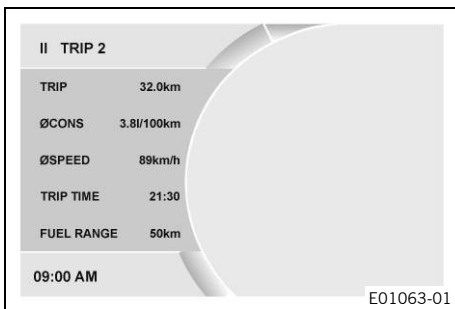 II TRIP 2
TRIP 32.0km
ØCONS 3.8l/100km
ØSPEED 89km/h
TRIP TIME 21:30
FUEL RANGE 50km
09:00 AM
E01063-01